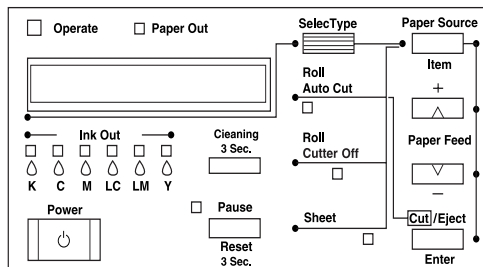 Operate
Paper Out
SelecType
Paper Source
Item
Roll
Auto Cut
+
Ink Out
Cleaning
3 Sec.
Roll
Cutter Off
Paper Feed
K C M LC LM Y
−
Power
Pause
Sheet
Cut/Eject
Reset
3 Sec.
Enter